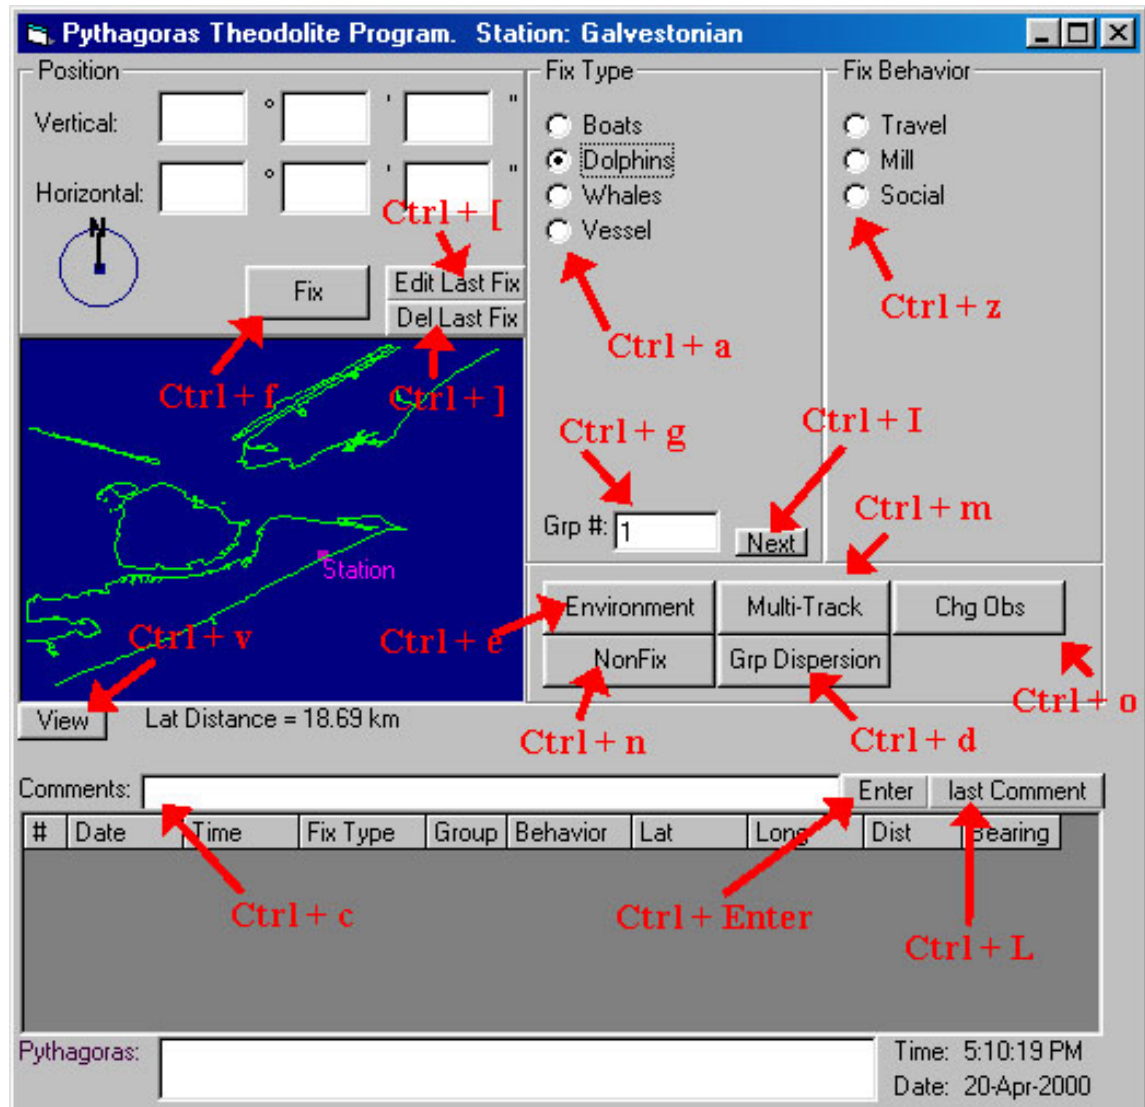 Pythagoras Theodolite Program. Station: Galvestonian
Position
Vertical: ° ' "
Horizontal: ° ' "
N
Ctrl + [
Fix
Edit Last Fix
Del Last Fix
Ctrl + f
Ctrl + ]
Fix Type
Boats
Dolphins
Whales
Vessel
Ctrl + a
Fix Behavior
Travel
Mill
Social
Ctrl + z
Ctrl + g
Ctrl + I
Grp #: 1
Next
Ctrl + m
Station
Ctrl + v
Ctrl + e
Environment
Multi-Track
Chg Obs
NonFix
Grp Dispersion
Ctrl + o
Ctrl + n
Ctrl + d
View
Lat Distance = 18.69 km
Comments:
Enter
last Comment
# Date Time Fix Type Group Behavior Lat Long Dist Bearing
Ctrl + c
Ctrl + Enter
Ctrl + L
Pythagoras:
Time: 5:10:19 PM
Date: 20-Apr-2000